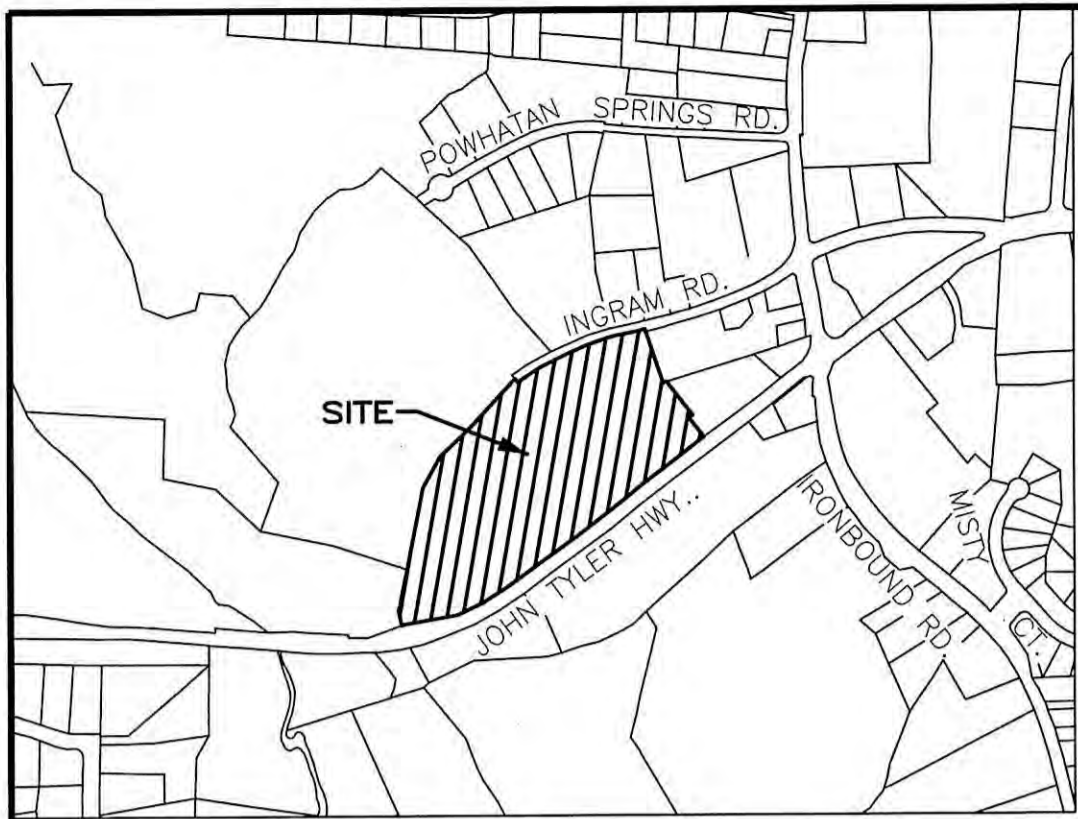 POWHATAN SPRINGS RD.
INGRAM RD.
SITE
JOHN TYLER HWY..
IRONBOUND RD.
MISTY CT.